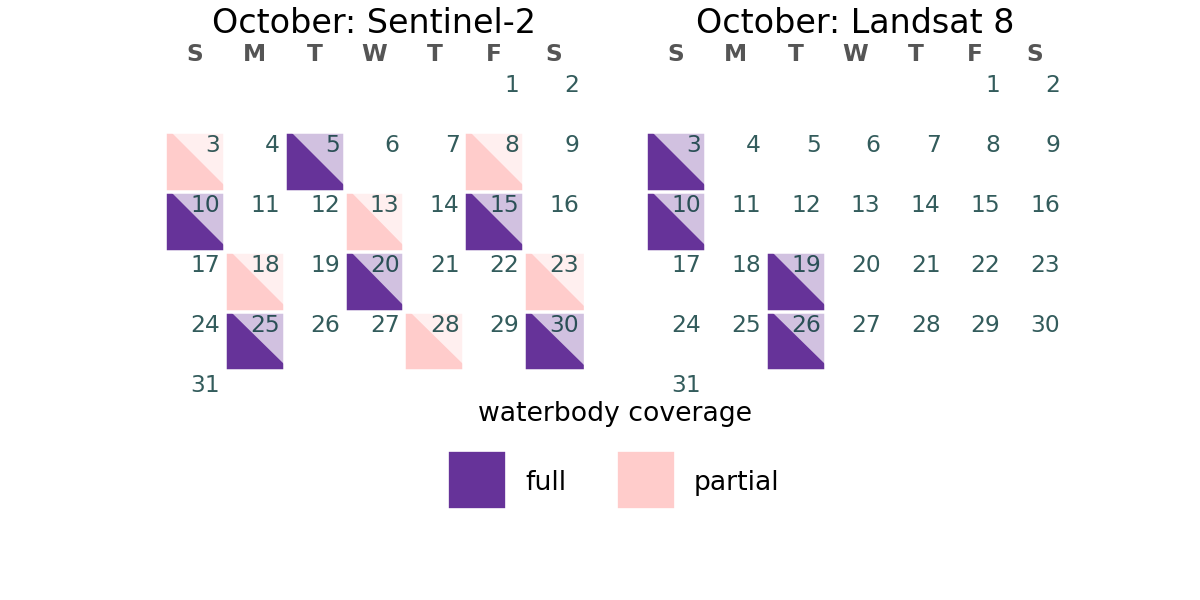 October: Sentinel-2
S M T W T F S
1 2
3 4 5 6 7 8 9
10 11 12 13 14 15 16
17 18 19 20 21 22 23
24 25 26 27 28 29 30
31
October: Landsat 8
S M T W T F S
1 2
3 4 5 6 7 8 9
10 11 12 13 14 15 16
17 18 19 20 21 22 23
24 25 26 27 28 29 30
31
waterbody coverage
full
partial